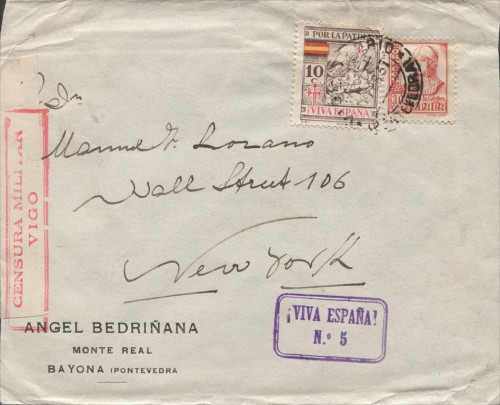 POR LA PATRIA
10
¡VIVA ESPAÑA
Manuel F. Lozano
Wall Street 106
New York
CENSURA MILITAR
VIGO
ANGEL BEDRIÑANA
MONTE REAL
BAYONA (PONTEVEDRA
¡VIVA ESPAÑA!
N.º 5